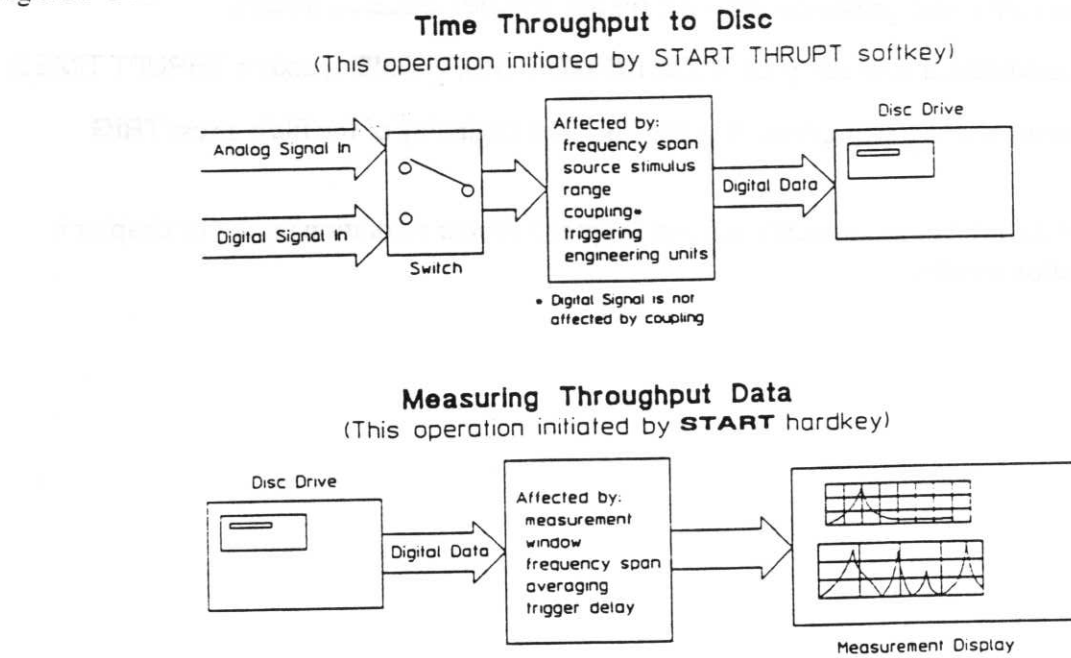 Time Throughput to Disc
(This operation initiated by START THRUPT softkey)
Analog Signal In
Digital Signal In
Switch
Affected by:
frequency span
source stimulus
range
coupling*
triggering
engineering units
* Digital Signal is not
affected by coupling
Digital Data
Disc Drive
Measuring Throughput Data
(This operation initiated by START hardkey)
Disc Drive
Digital Data
Affected by:
measurement
window
frequency span
averaging
trigger delay
Measurement Display